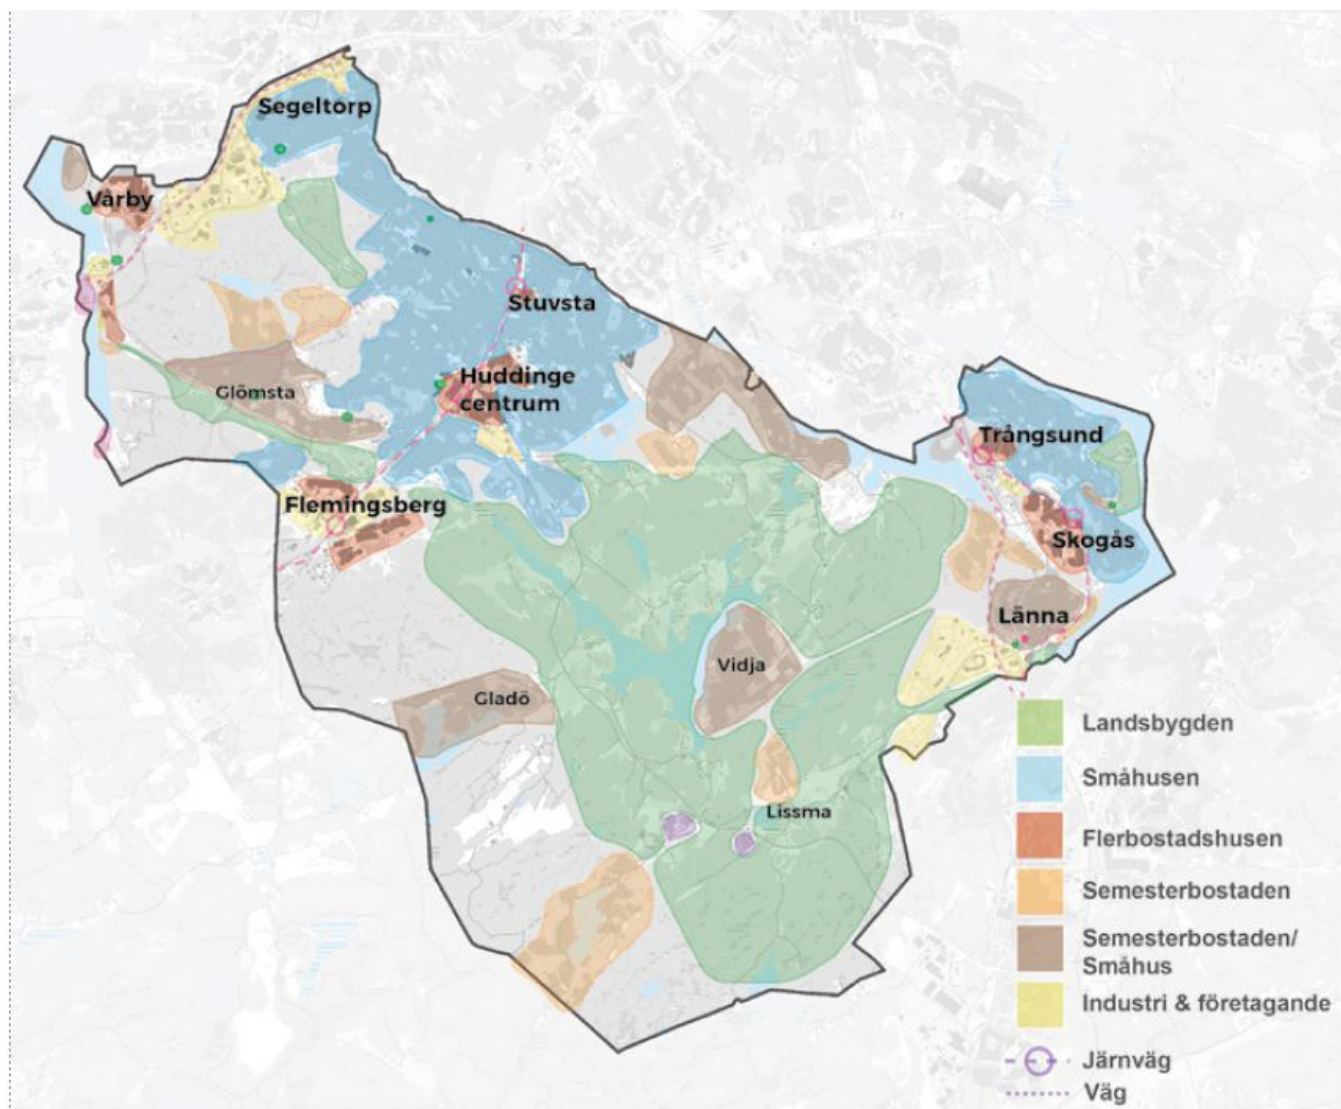 Segeltorp
Vårby
Stuvsta
Huddinge
centrum
Glömsta
Trångsund
Flemingsberg
Skogås
Länna
Vidja
Gladö
Lissma
Landsbygden
Småhusen
Flerbostadshusen
Semesterbostaden
Semesterbostaden/
Småhus
Industri & företagande
Järnväg
Väg